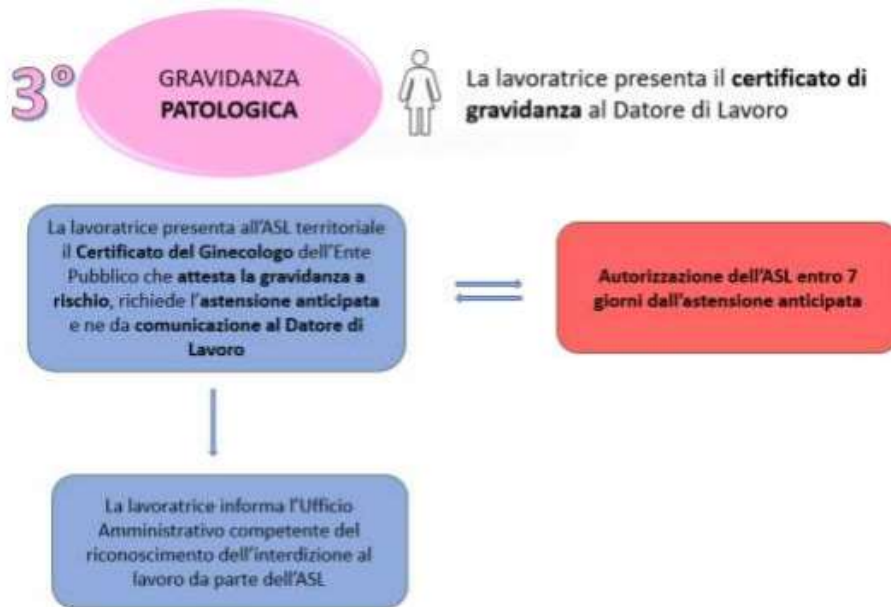 3°
GRAVIDANZA
PATOLOGICA
La lavoratrice presenta il certificato di
gravidanza al Datore di Lavoro
La lavoratrice presenta all'ASL territoriale
il Certificato del Ginecologo dell'Ente
Pubblico che attesta la gravidanza a
rischio, richiede l'astensione anticipata
e ne da comunicazione al Datore di
Lavoro
Autorizzazione dell'ASL entro 7
giorni dall'astensione anticipata
La lavoratrice informa l'Ufficio
Amministrativo competente del
riconoscimento dell'interdizione al
lavoro da parte dell'ASL